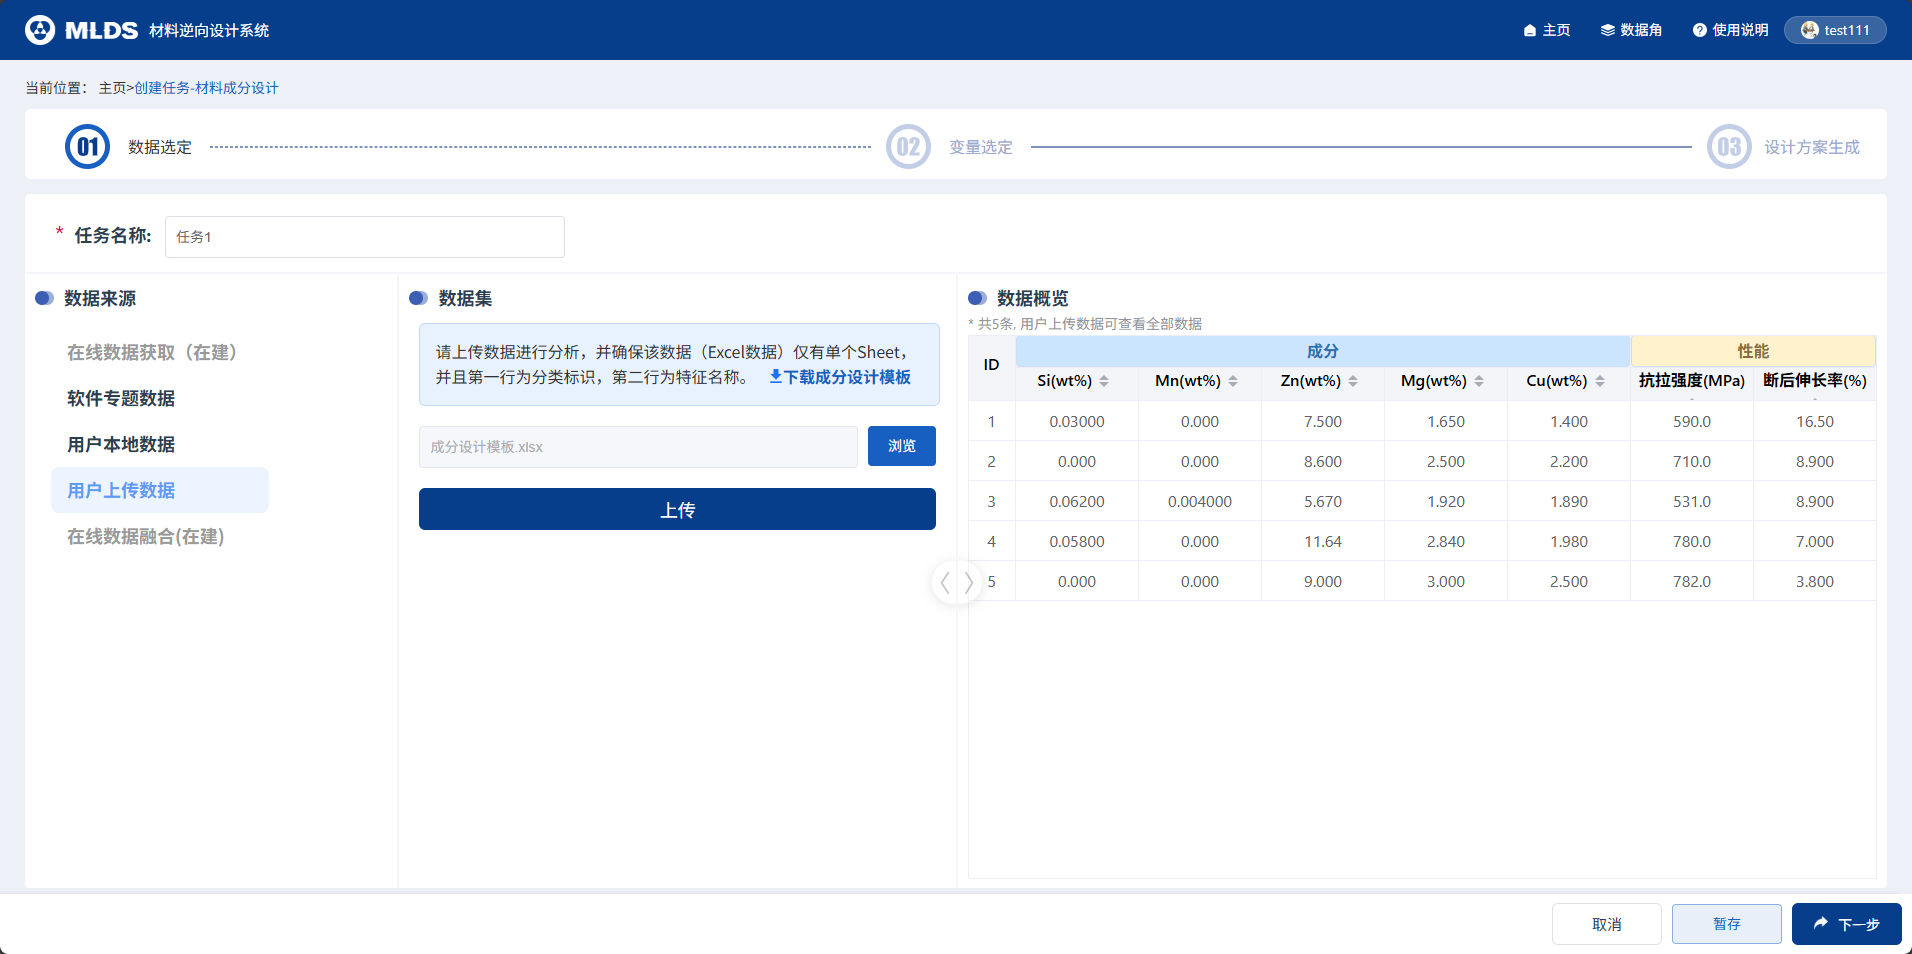 MLDS 材料逆向设计系统
主页 数据角 使用说明 test111
当前位置： 主页>创建任务-材料成分设计
01 数据选定 02 变量选定 03 设计方案生成
* 任务名称: 任务1
数据来源
在线数据获取（在建）
软件专题数据
用户本地数据
用户上传数据
在线数据融合(在建)
数据集
请上传数据进行分析，并确保该数据（Excel数据）仅有单个Sheet，
并且第一行为分类标识，第二行为特征名称。 下载成分设计模板
成分设计模板.xlsx 浏览
上传
数据概览
* 共5条, 用户上传数据可查看全部数据
ID 成分 性能
Si(wt%) Mn(wt%) Zn(wt%) Mg(wt%) Cu(wt%) 抗拉强度(MPa) 断后伸长率(%)
1 0.03000 0.000 7.500 1.650 1.400 590.0 16.50
2 0.000 0.000 8.600 2.500 2.200 710.0 8.900
3 0.06200 0.004000 5.670 1.920 1.890 531.0 8.900
4 0.05800 0.000 11.64 2.840 1.980 780.0 7.000
5 0.000 0.000 9.000 3.000 2.500 782.0 3.800
取消 暂存 下一步